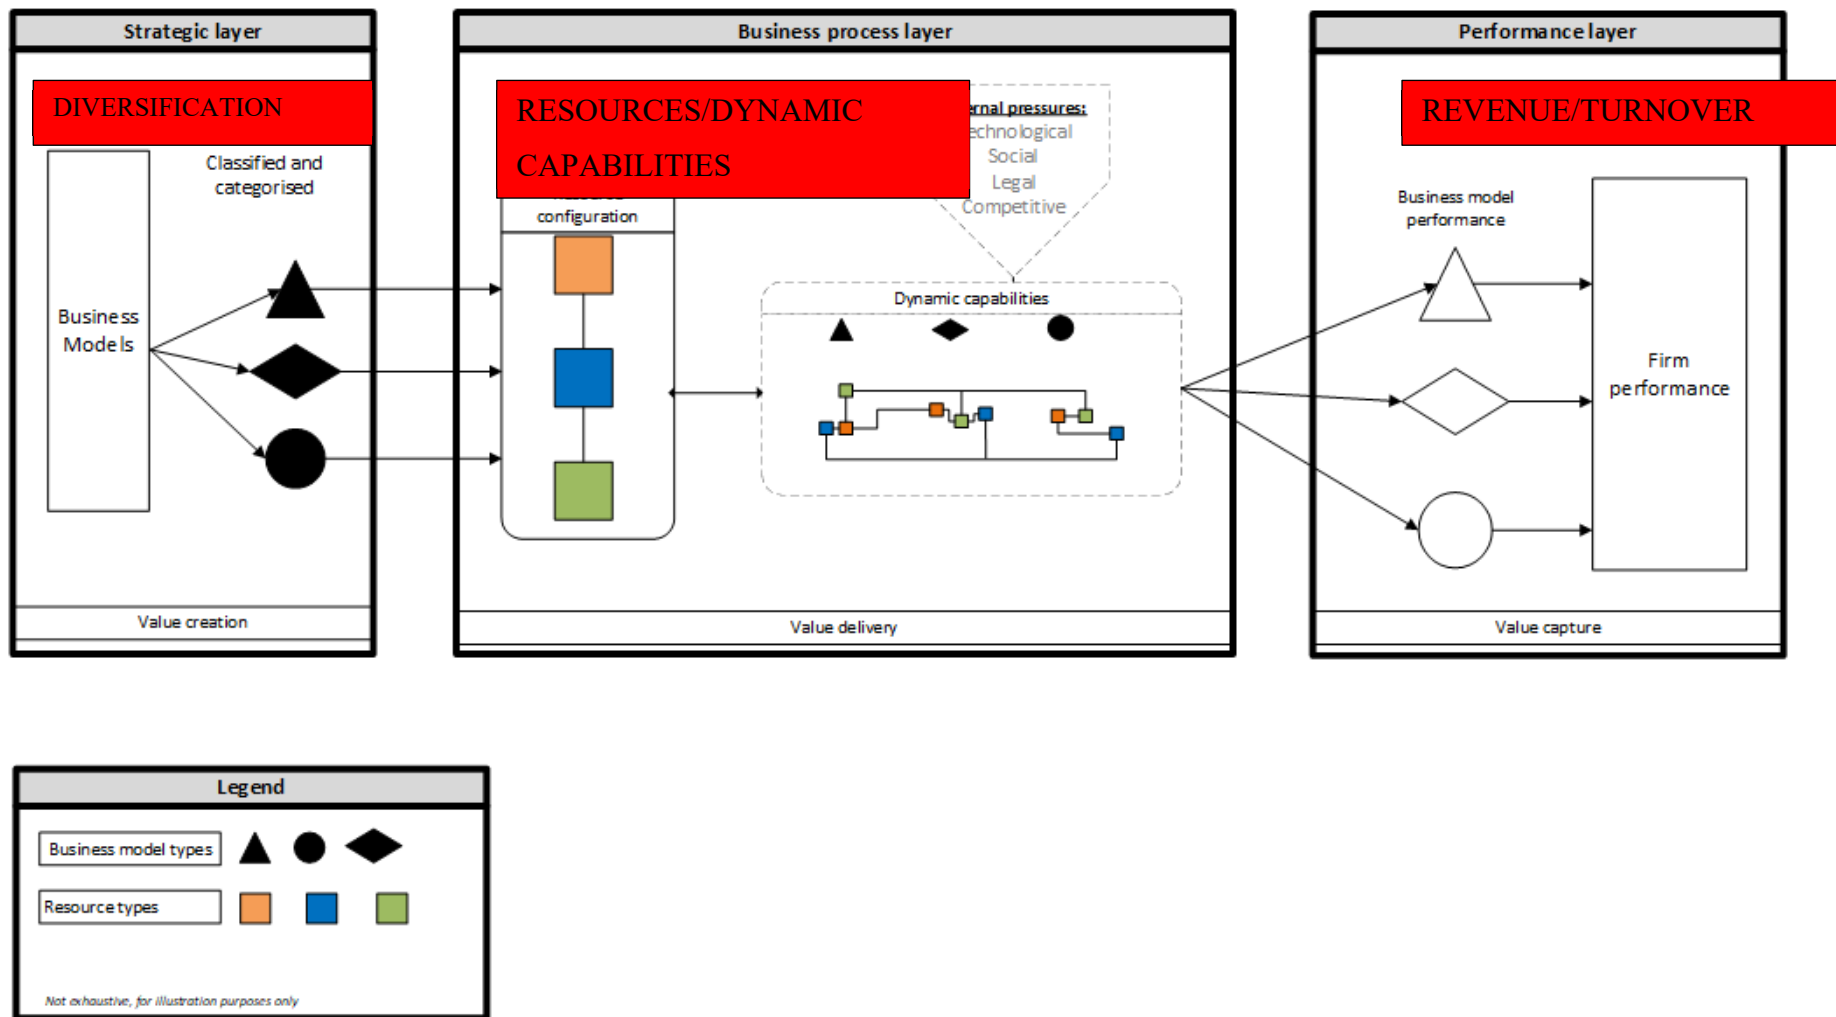 Strategic layer
DIVERSIFICATION
Classified and
categorised
Business
Models
Value creation
Business process layer
RESOURCES/DYNAMIC
CAPABILITIES
pressures:
Social
Legal
Competitive
configuration
Dynamic capabilities
Value delivery
Performance layer
REVENUE/TURNOVER
Business model
performance
Firm
performance
Value capture
Legend
Business model types
Resource types
Not exhaustive, for illustration purposes only